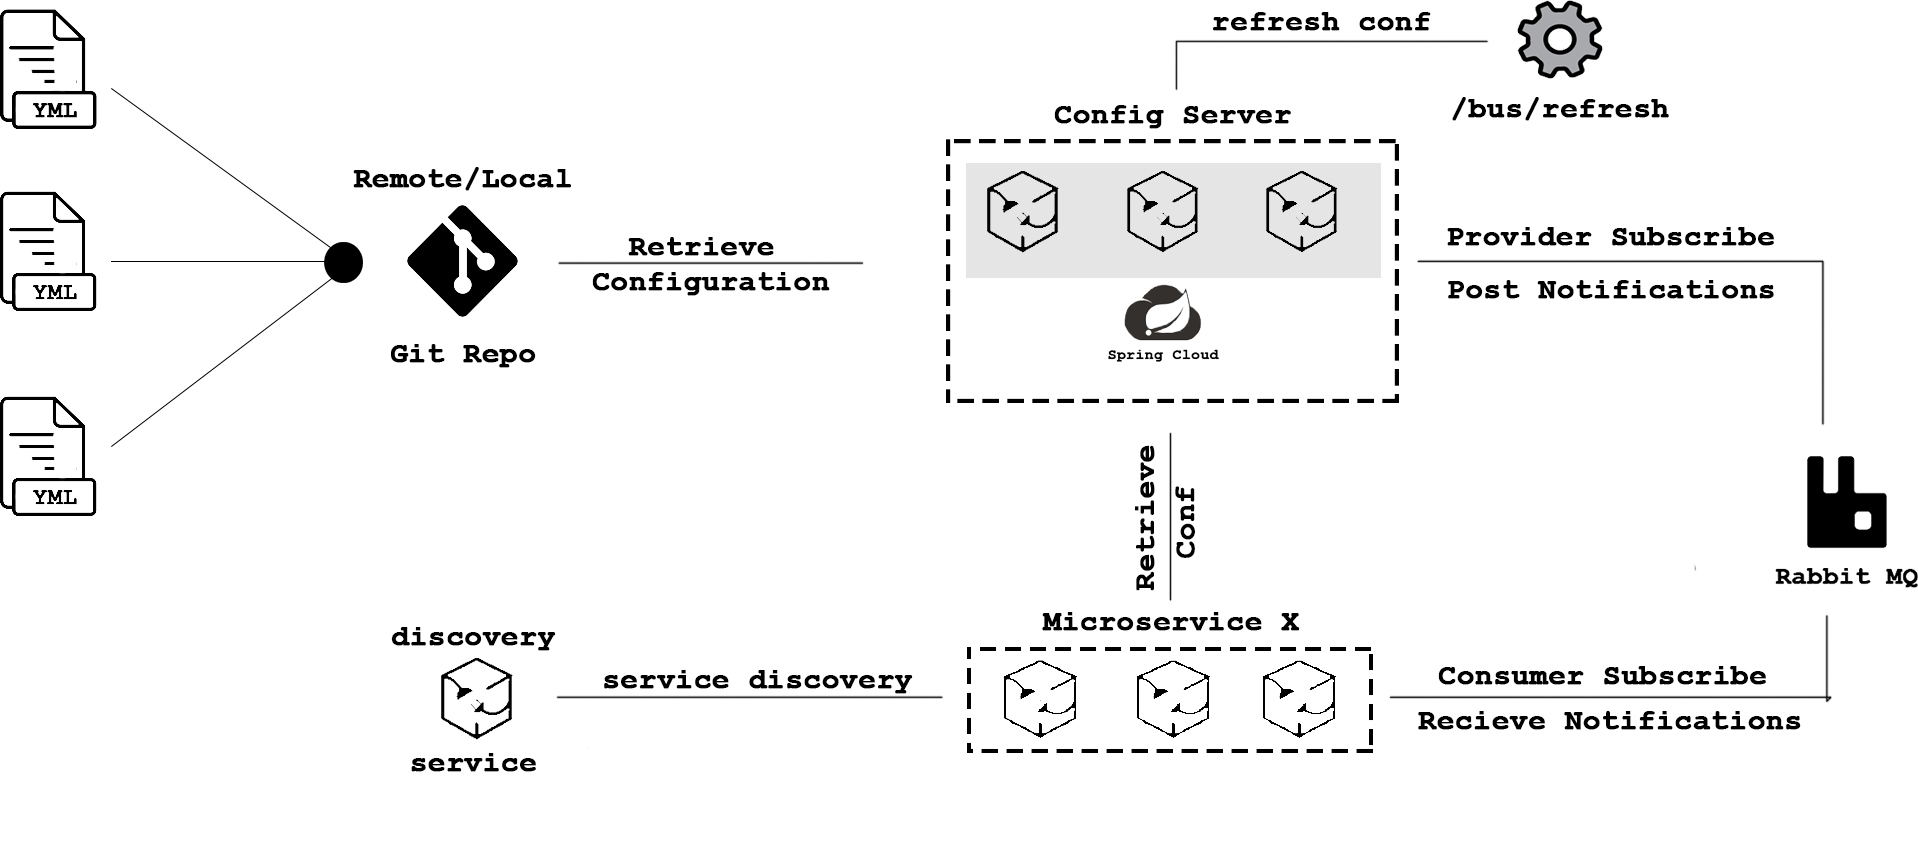 refresh conf
/bus/refresh
Config Server
YML
Remote/Local
Git Repo
Retrieve
Configuration
YML
Spring Cloud
Provider Subscribe
Post Notifications
YML
Retrieve
Conf
Rabbit MQ
Microservice X
discovery
service
service discovery
Consumer Subscribe
Recieve Notifications